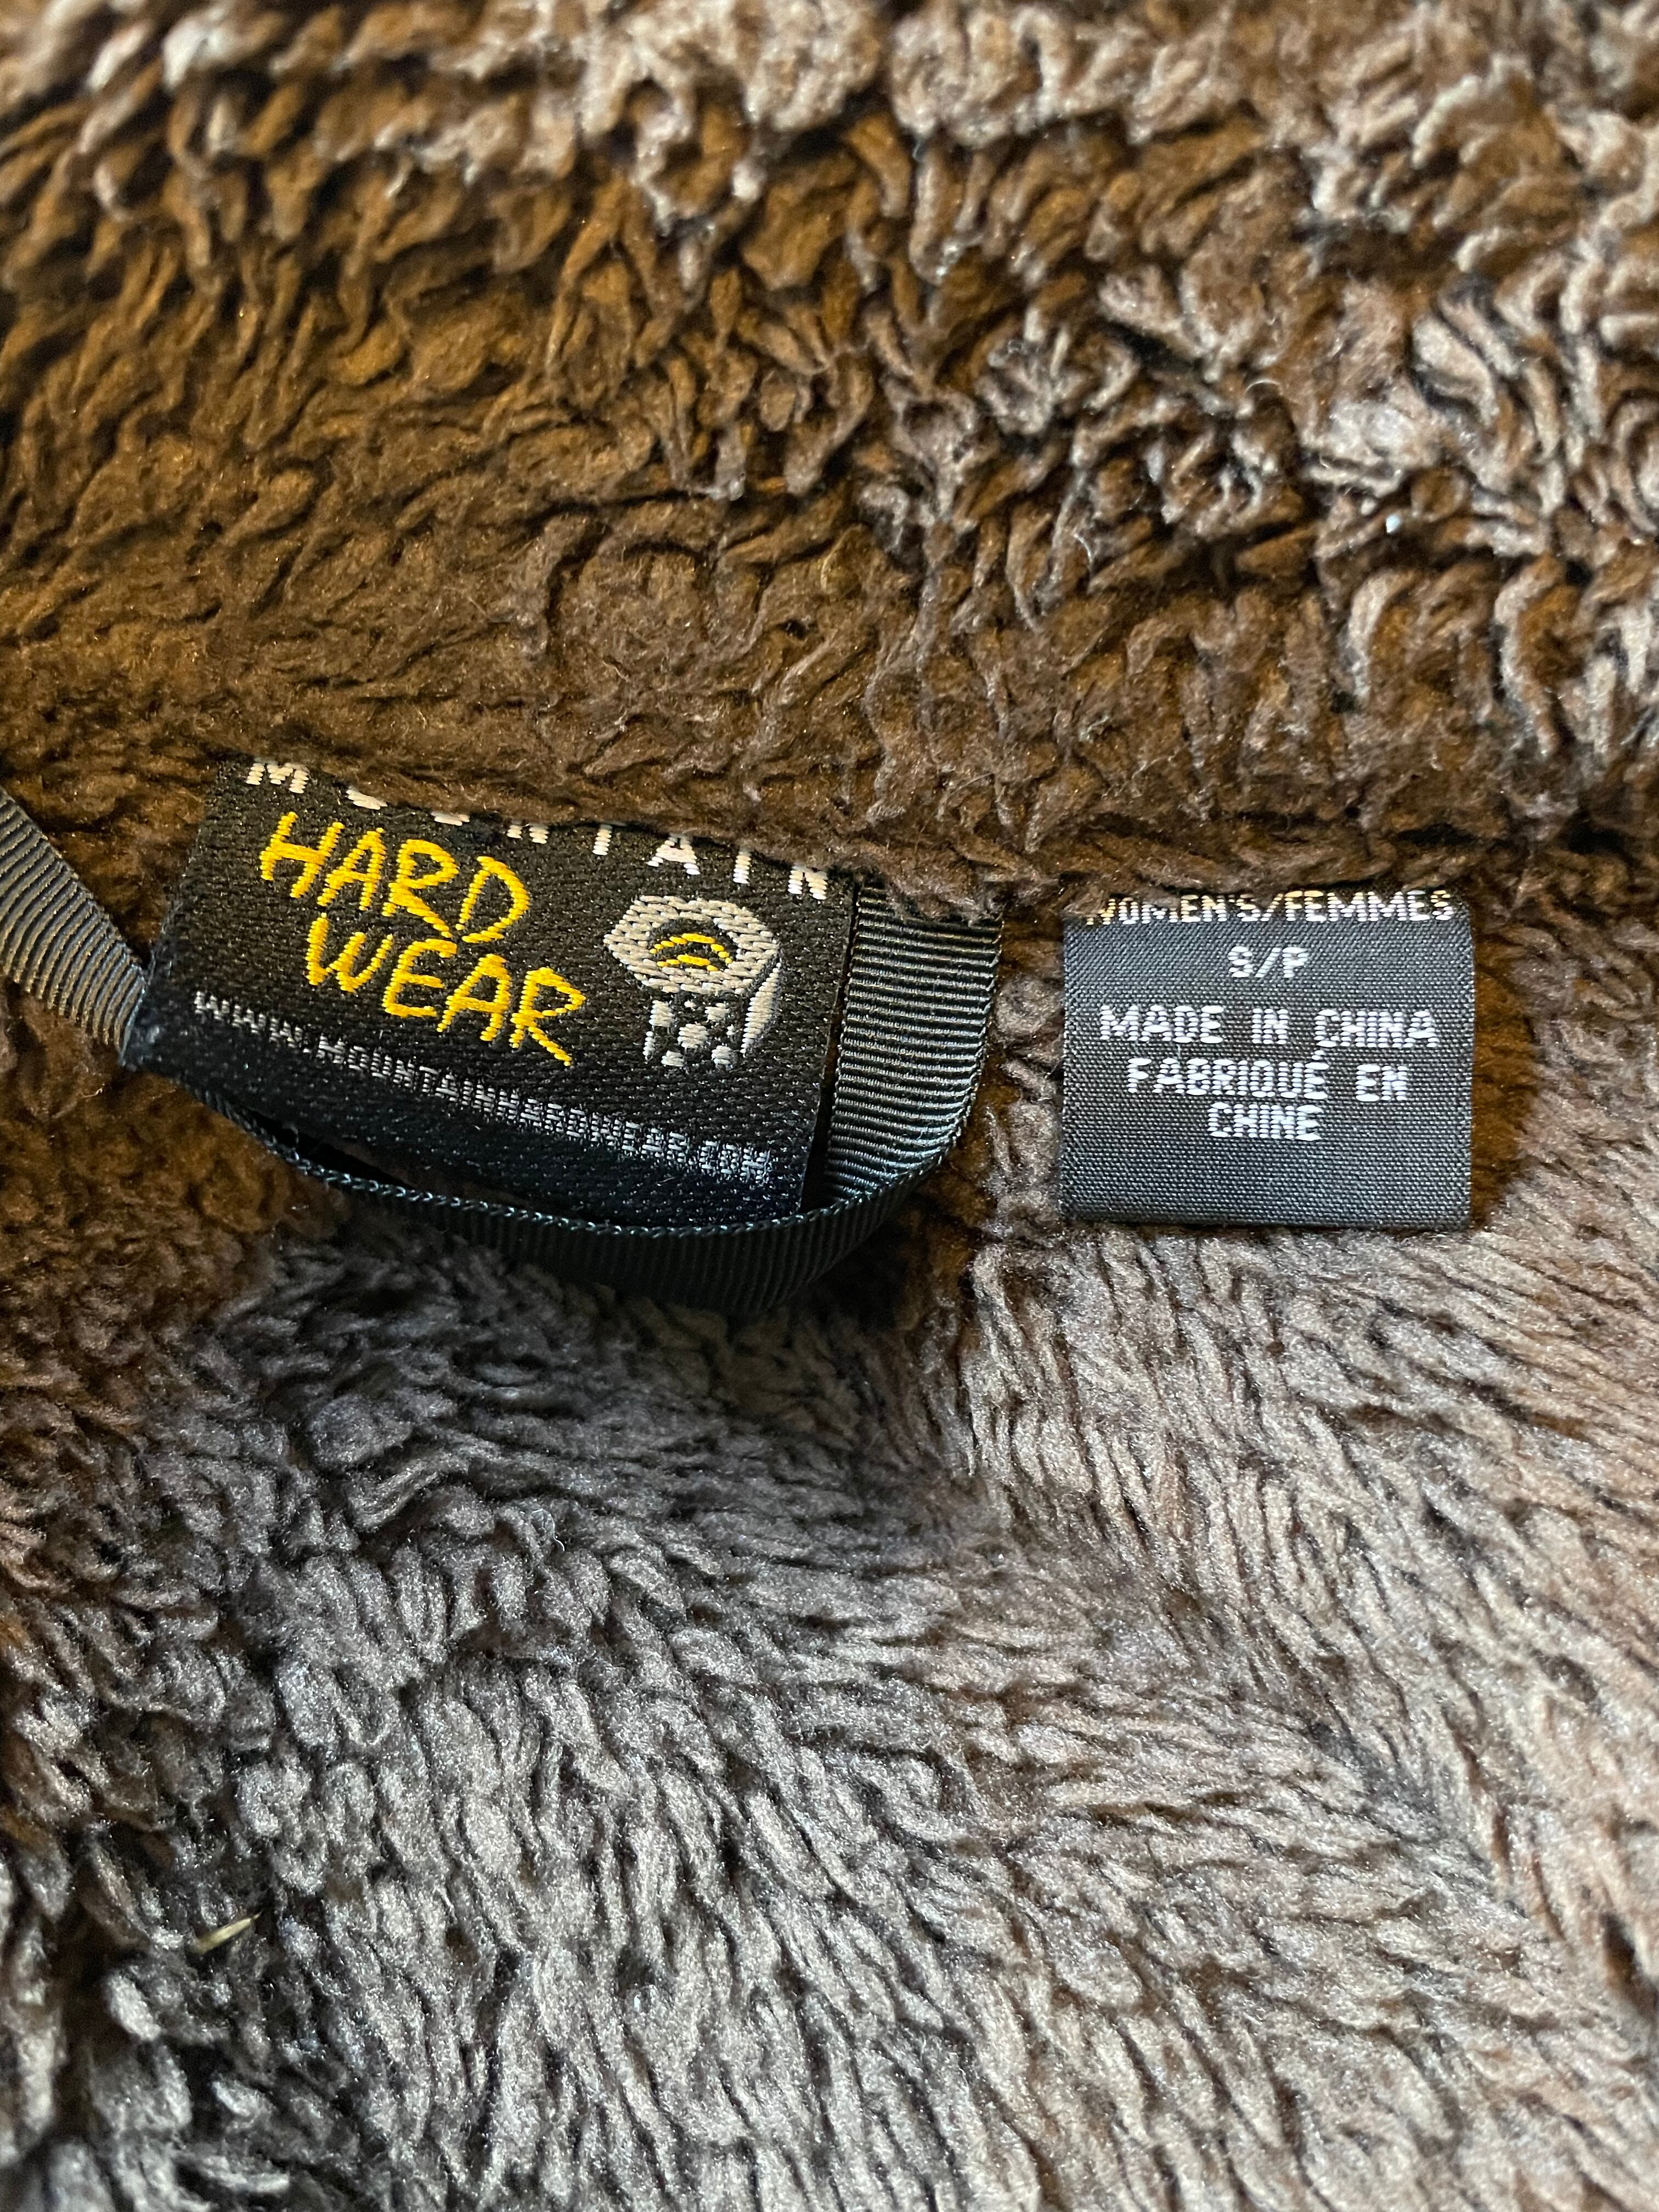 MOUNTAIN
HARD
WEAR
WWW.MOUNTAINHARDWEAR.COM
WOMEN'S/FEMMES
S/P
MADE IN CHINA
FABRIQUÉ EN
CHINE